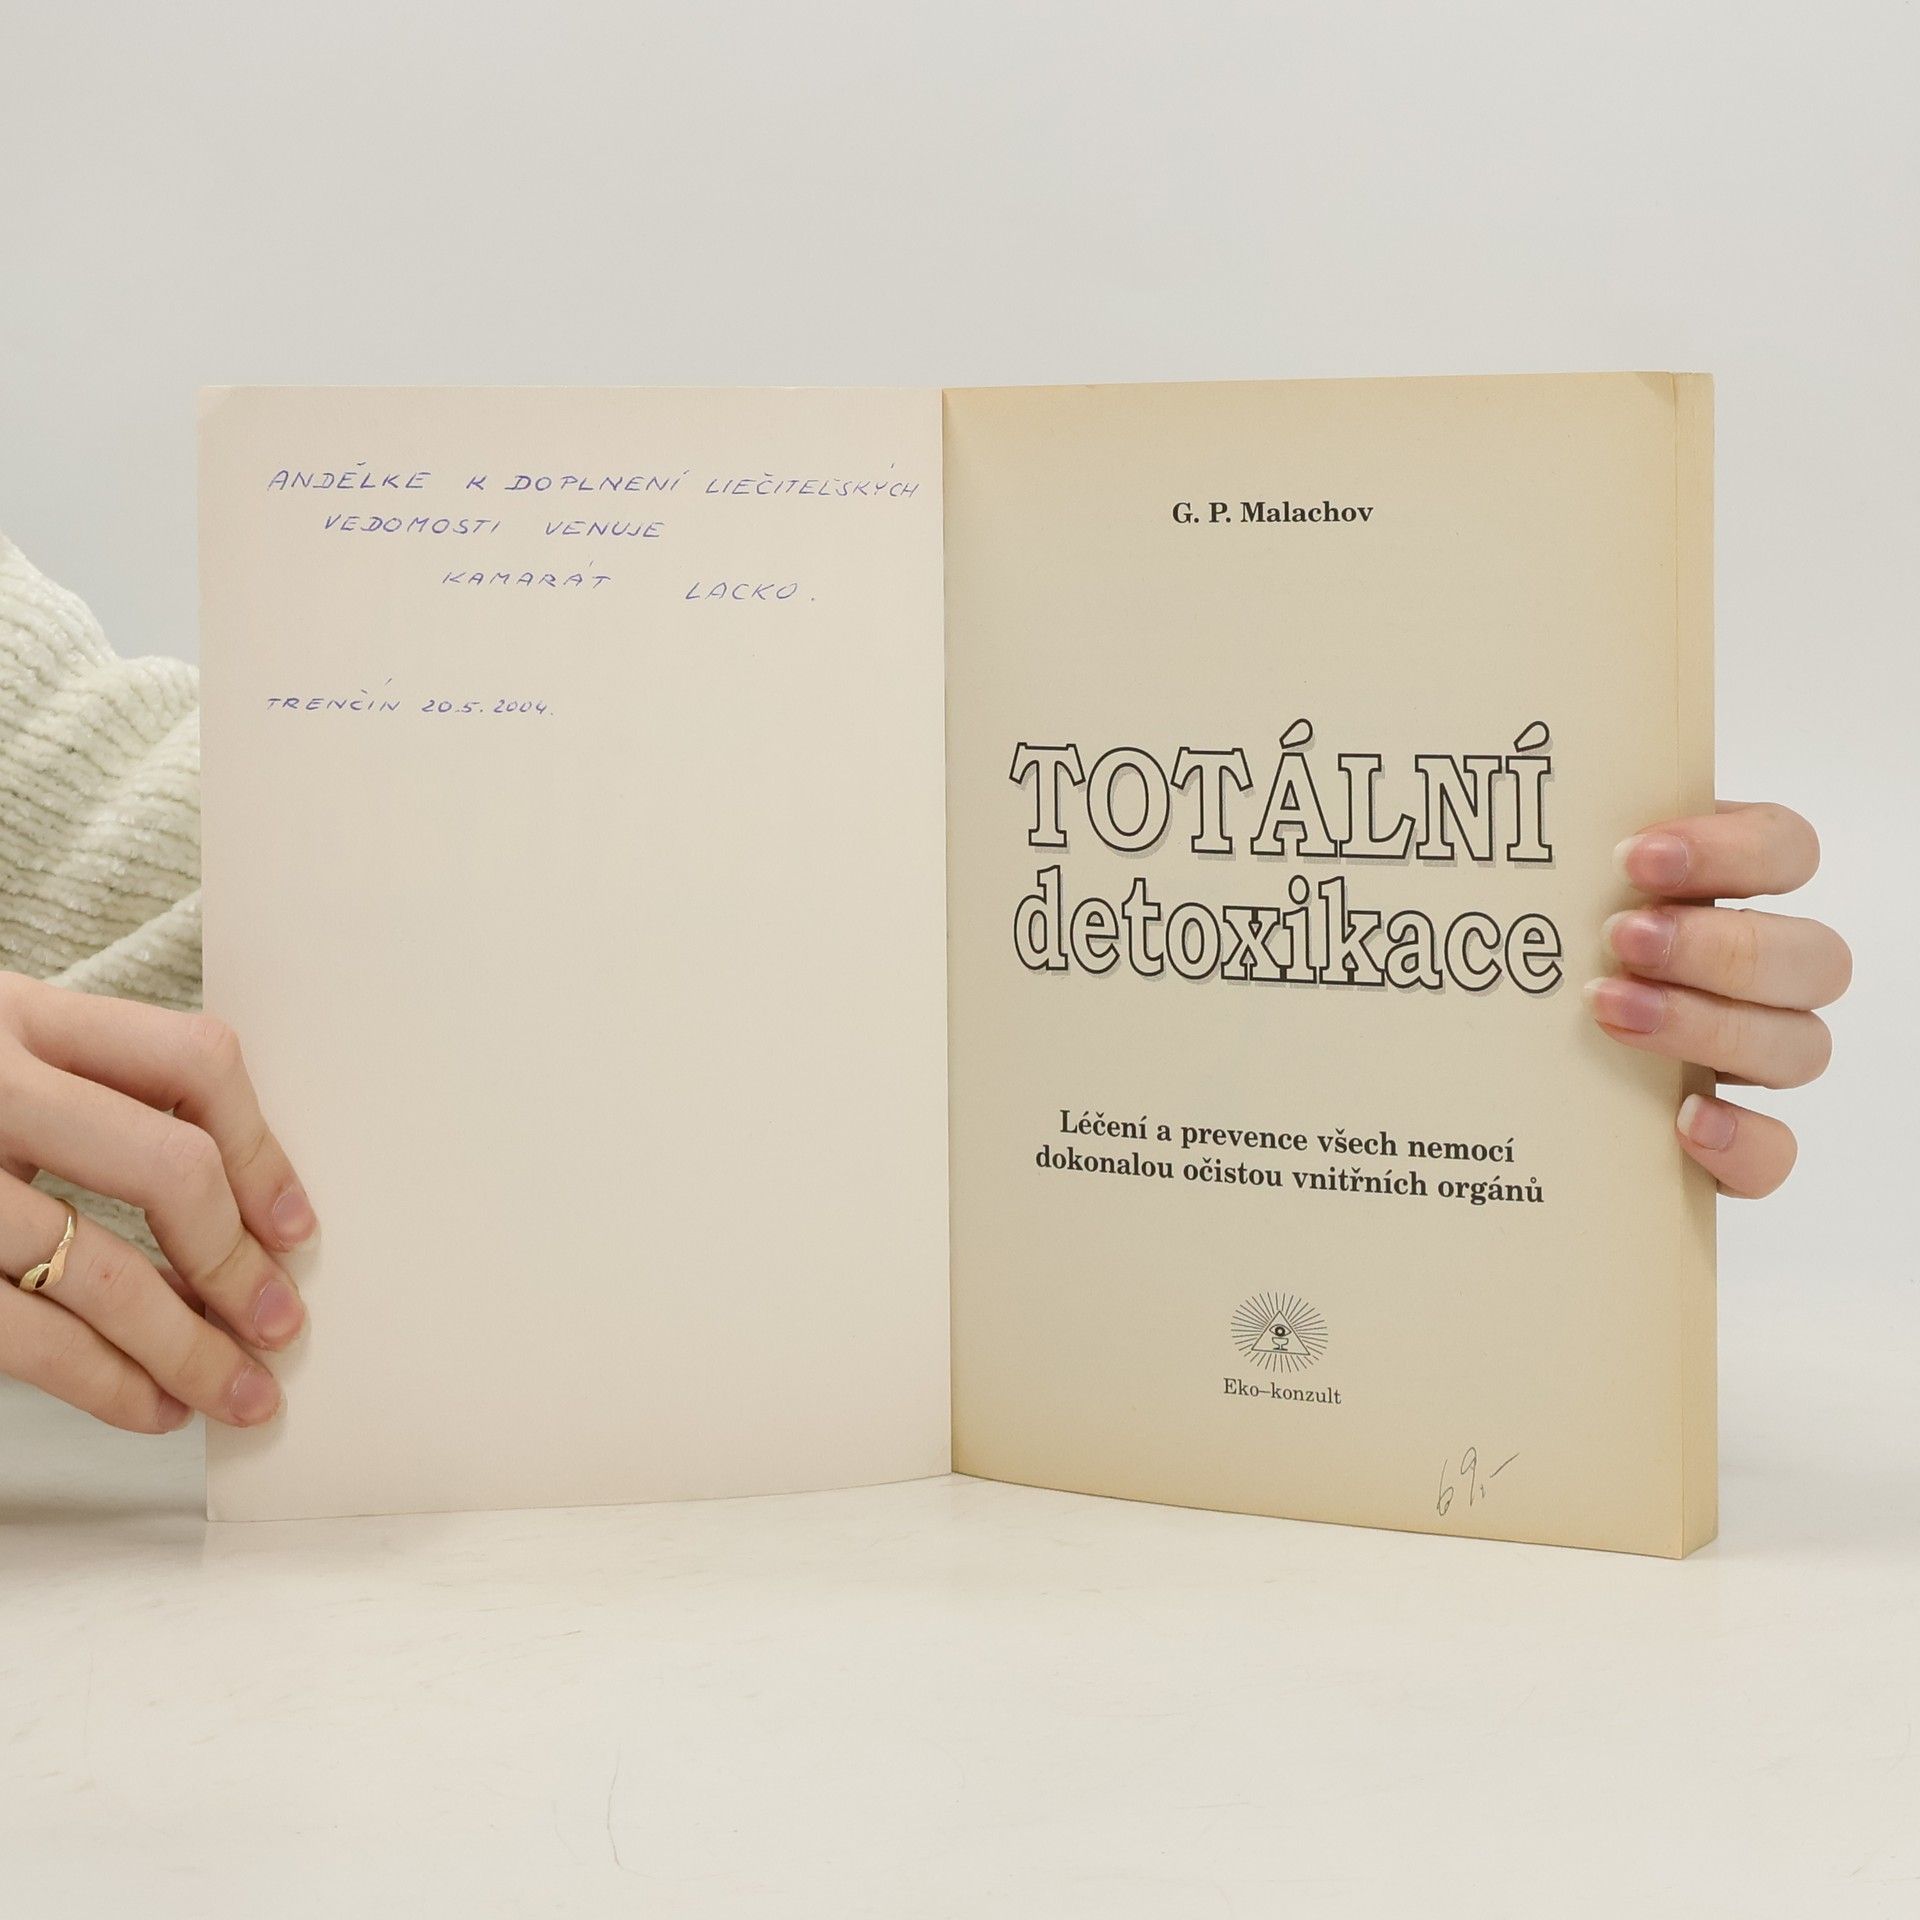 ANDĚLKE K DOPLNENÍ LIEČITEĽSKÝCH
VEDOMOSTI VENUJE
KAMARÁT LACKO.
TRENČÍN 20.5.2004.
G. P. Malachov
TOTÁLNÍ
detoxikace
Léčení a prevence všech nemocí
dokonalou očistou vnitřních orgánů
Eko–konzult
69,-